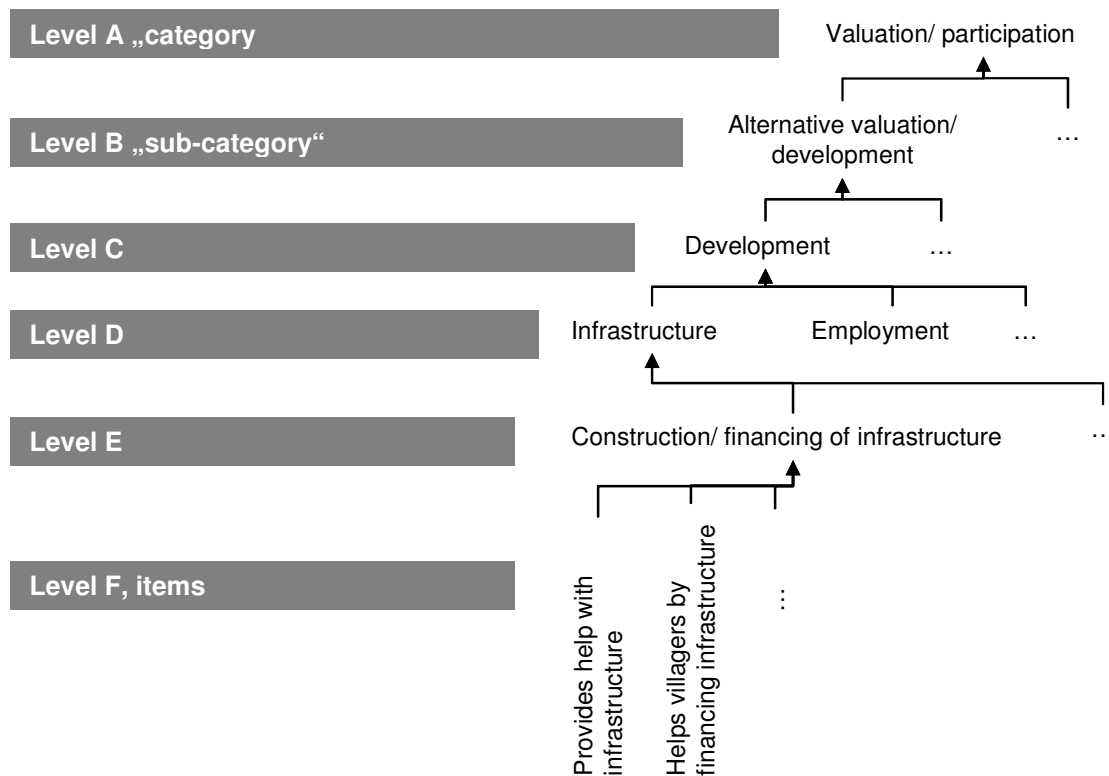 Level A „category
Valuation/ participation
Level B „sub-category“
Alternative valuation/
development
…
Level C
Development
…
Level D
Infrastructure
Employment
…
Level E
Construction/ financing of infrastructure
..
Level F, items
Provides help with
infrastructure
Helps villagers by
financing infrastructure
…